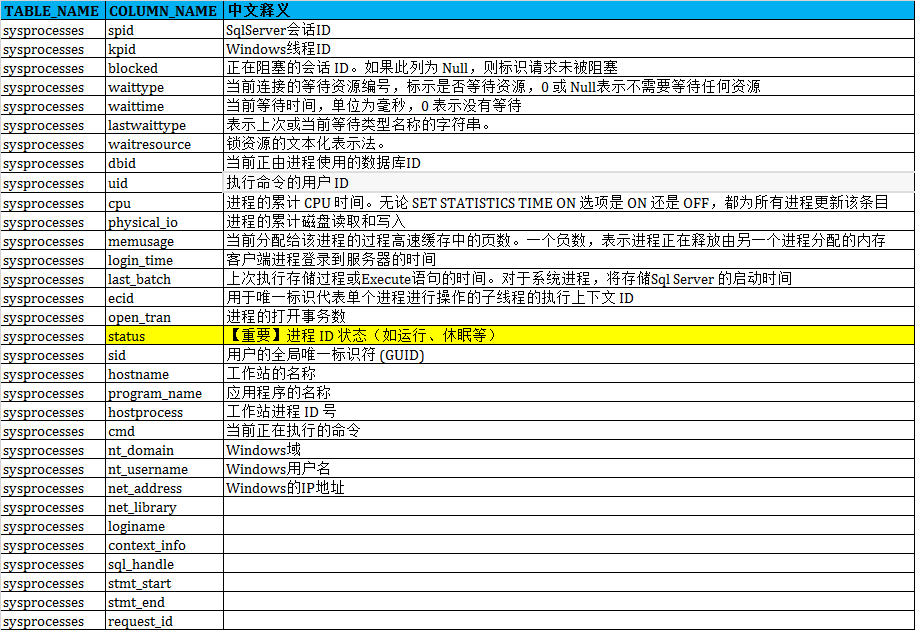 TABLE_NAME COLUMN_NAME 中文释义
sysprocesses spid SqlServer会话ID
sysprocesses kpid Windows线程ID
sysprocesses blocked 正在阻塞的会话 ID。如果此列为 Null，则标识请求未被阻塞
sysprocesses waittype 当前连接的等待资源编号，标示是否等待资源，0 或 Null表示不需要等待任何资源
sysprocesses waittime 当前等待时间，单位为毫秒，0 表示没有等待
sysprocesses lastwaittype 表示上次或当前等待类型名称的字符串。
sysprocesses waitresource 锁资源的文本化表示法。
sysprocesses dbid 当前正由进程使用的数据库ID
sysprocesses uid 执行命令的用户 ID
sysprocesses cpu 进程的累计 CPU 时间。无论 SET STATISTICS TIME ON 选项是 ON 还是 OFF，都为所有进程更新该条目
sysprocesses physical_io 进程的累计磁盘读取和写入
sysprocesses memusage 当前分配给该进程的过程高速缓存中的页数。一个负数，表示进程正在释放由另一个进程分配的内存
sysprocesses login_time 客户端进程登录到服务器的时间
sysprocesses last_batch 上次执行存储过程或Execute语句的时间。对于系统进程，将存储Sql Server 的启动时间
sysprocesses ecid 用于唯一标识代表单个进程进行操作的子线程的执行上下文 ID
sysprocesses open_tran 进程的打开事务数
sysprocesses status 【重要】进程 ID 状态（如运行、休眠等）
sysprocesses sid 用户的全局唯一标识符 (GUID)
sysprocesses hostname 工作站的名称
sysprocesses program_name 应用程序的名称
sysprocesses hostprocess 工作站进程 ID 号
sysprocesses cmd 当前正在执行的命令
sysprocesses nt_domain Windows域
sysprocesses nt_username Windows用户名
sysprocesses net_address Windows的IP地址
sysprocesses net_library
sysprocesses loginame
sysprocesses context_info
sysprocesses sql_handle
sysprocesses stmt_start
sysprocesses stmt_end
sysprocesses request_id